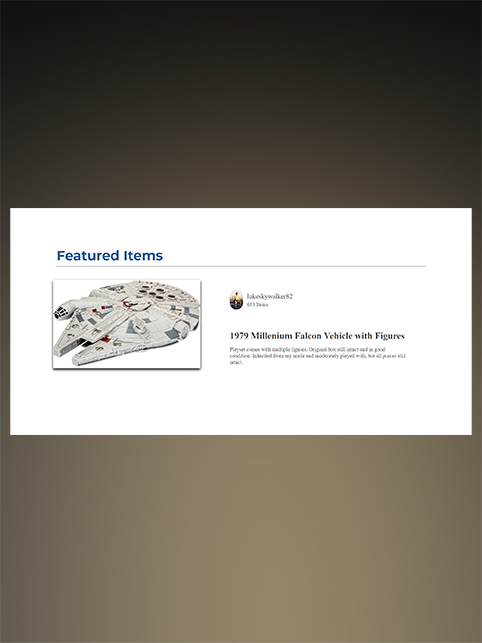 Featured Items
lukeskywalker82
653 Items
1979 Millenium Falcon Vehicle with Figures
Playset comes with multiple figures. Original box still intact and in good
condition. Inherited from my uncle and moderately played with, but all pieces still
intact.